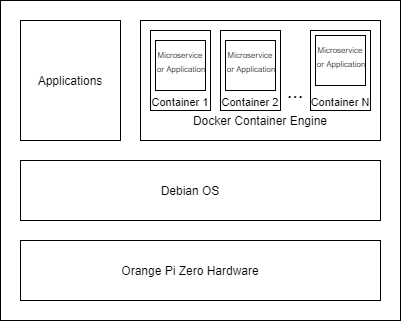 Applications
Microservice
or Application
Container 1
Microservice
or Application
Container 2
...
Microservice
or Application
Container N
Docker Container Engine
Debian OS
Orange Pi Zero Hardware